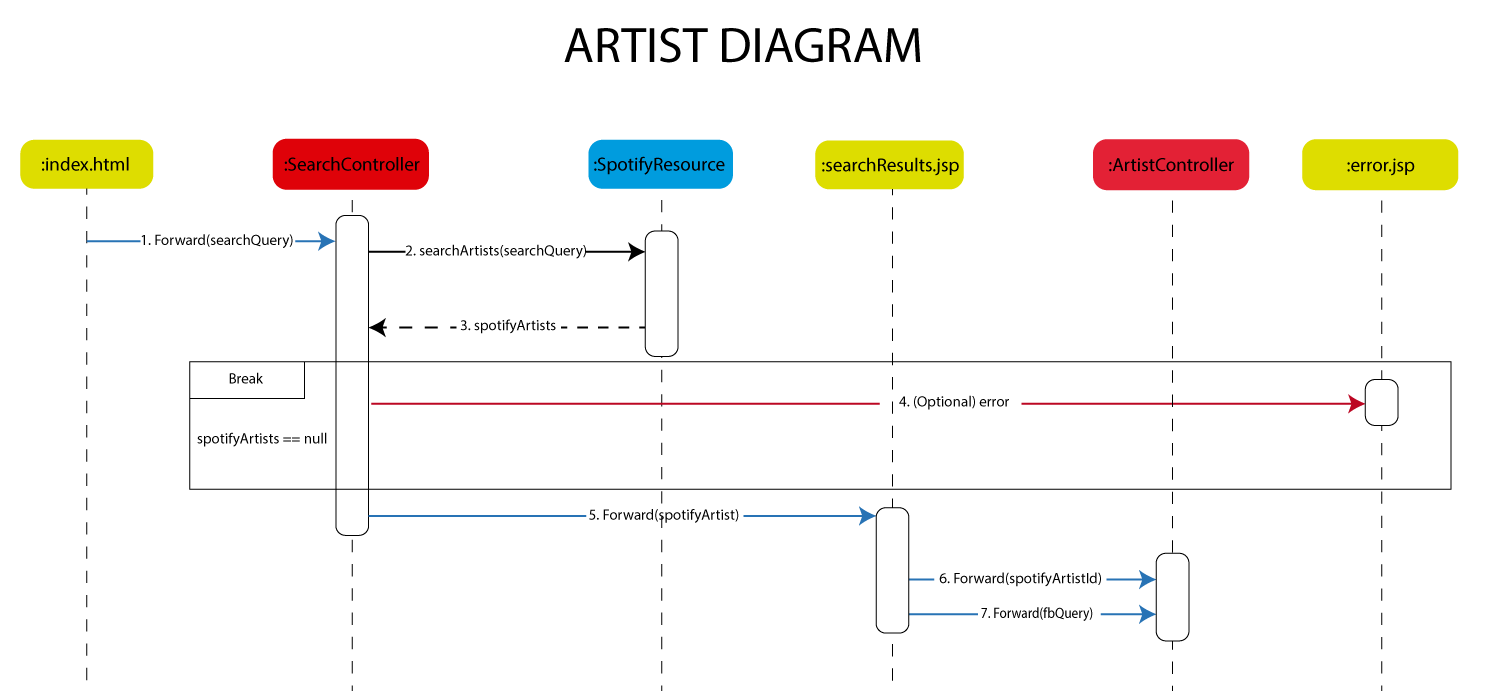 ARTIST DIAGRAM
:index.html
:SearchController
:SpotifyResource
:searchResults.jsp
:ArtistController
:error.jsp
1. Forward(searchQuery)
2. searchArtists(searchQuery)
3. spotifyArtists
Break
4. (Optional) error
spotifyArtists == null
5. Forward(spotifyArtist)
6. Forward(spotifyArtistId)
7. Forward(fbQuery)